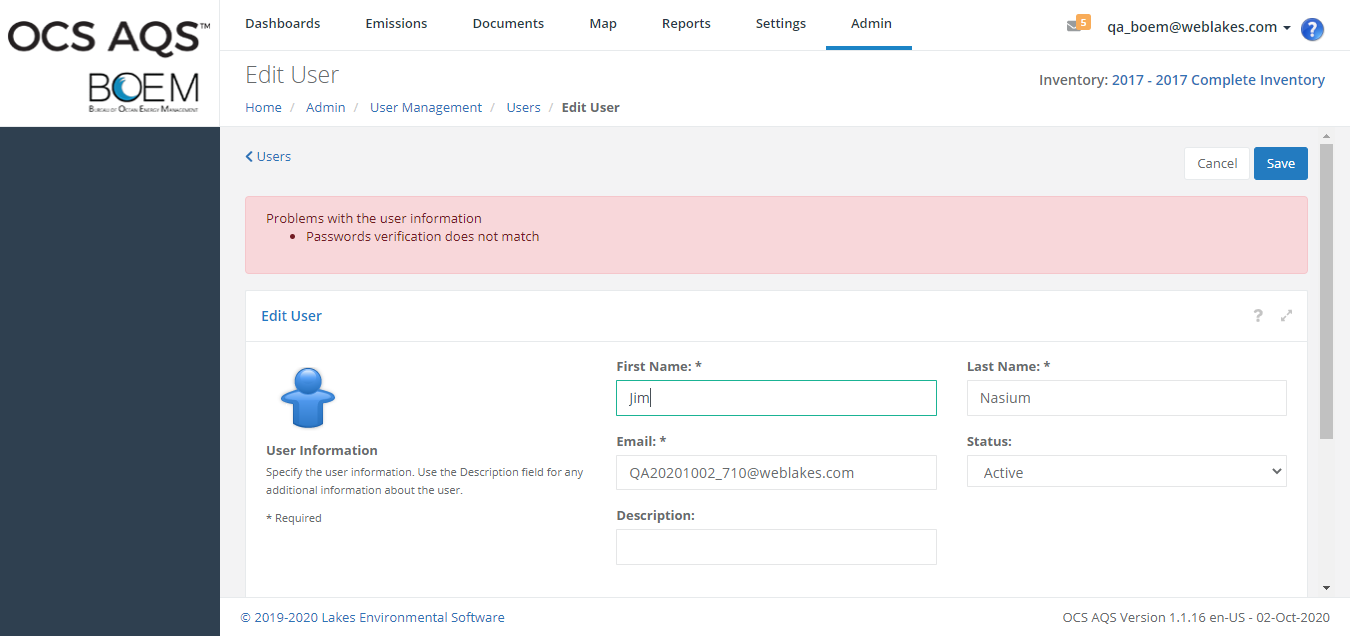 OCS AQS™
BOEM
BUREAU OF OCEAN ENERGY MANAGEMENT
Dashboards Emissions Documents Map Reports Settings Admin
5 qa_boem@weblakes.com ?
Edit User
Inventory: 2017 - 2017 Complete Inventory
Home / Admin / User Management / Users / Edit User
Users
Cancel Save
Problems with the user information
• Passwords verification does not match
Edit User ?
First Name: * Last Name: *
Jim Nasium
Email: * Status:
QA20201002_710@weblakes.com Active
User Information
Specify the user information. Use the Description field for any
additional information about the user.
* Required
Description:
© 2019-2020 Lakes Environmental Software
OCS AQS Version 1.1.16 en-US - 02-Oct-2020